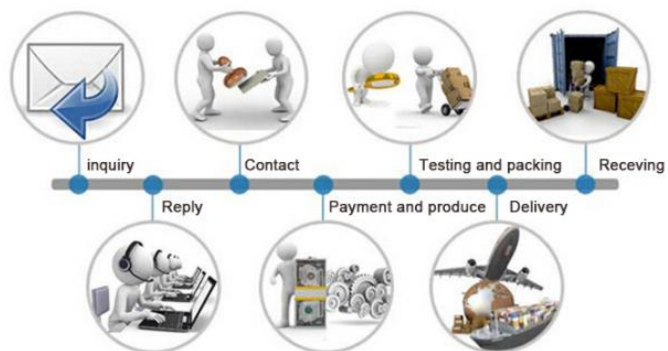 inquiry
Contact
Testing and packing
Receving
Reply
Payment and produce
Delivery